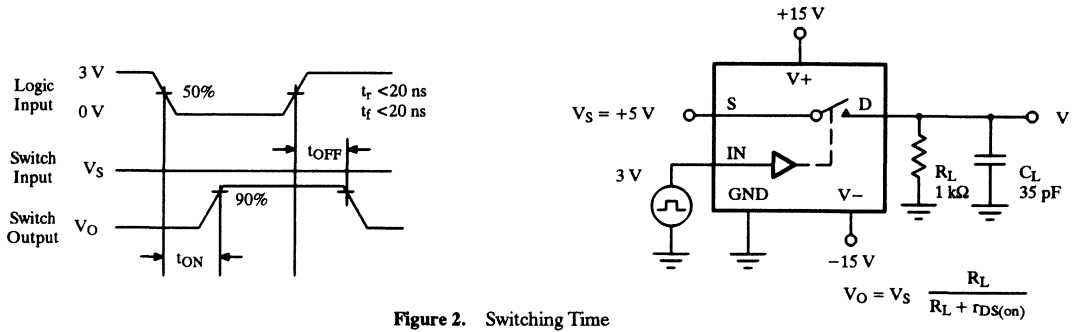 Logic
Input
3 V
0 V
50%
tr <20 ns
tf <20 ns
Switch
Input
VS
tOFF
Switch
Output
VO
90%
tON
+15 V
V+
VS = +5 V
S
D
V
IN
3 V
GND
V−
RL
1 kΩ
CL
35 pF
−15 V
VO = VS RL
RL + rDS(on)
Figure 2. Switching Time